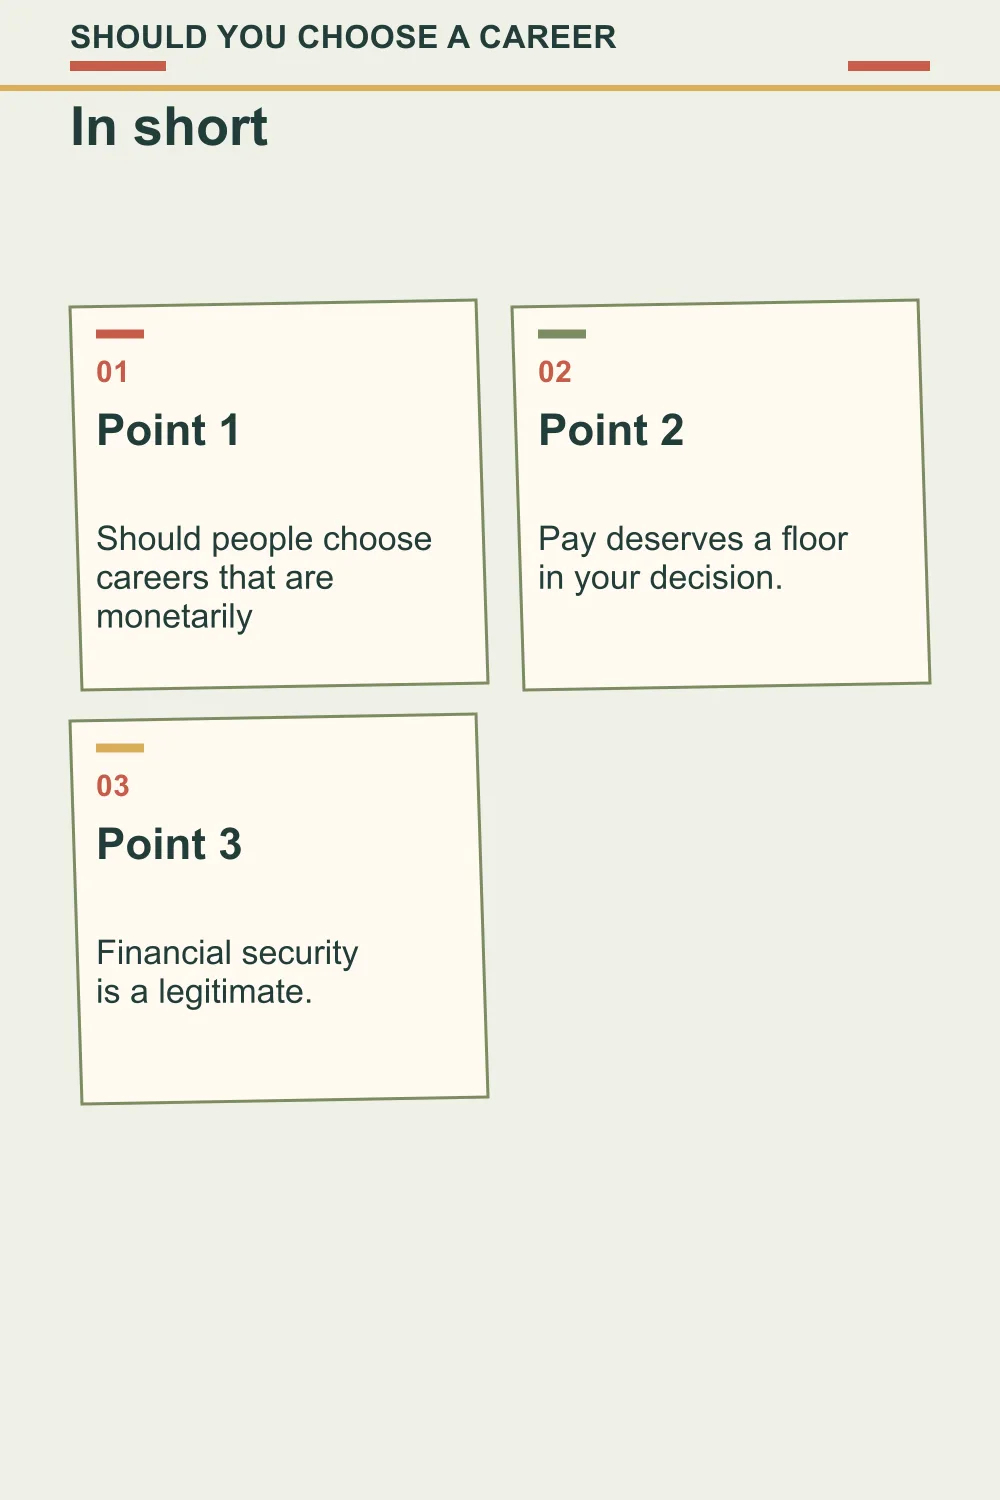 SHOULD YOU CHOOSE A CAREER
In short
01
Point 1
Should people choose
careers that are
monetarily
02
Point 2
Pay deserves a floor
in your decision.
03
Point 3
Financial security
is a legitimate.